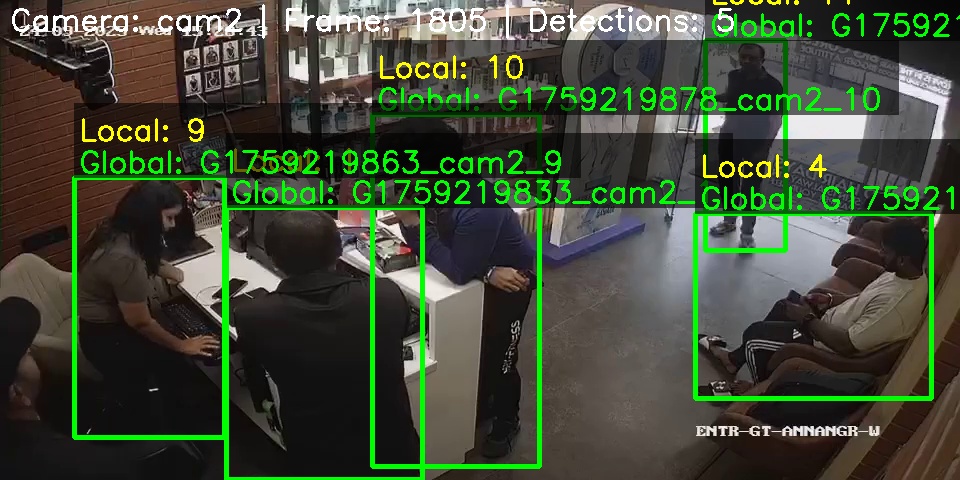 Camera: cam2 | Frame: 1805 | Detections: 5
Local: 10
Global: G1759219878_cam2_10
Global: G175921
Local: 9
Global: G1759219863_cam2_9
Global: G1759219833_cam2_
Local: 4
Global: G175921
ENTR-GT-ANNANGR-W